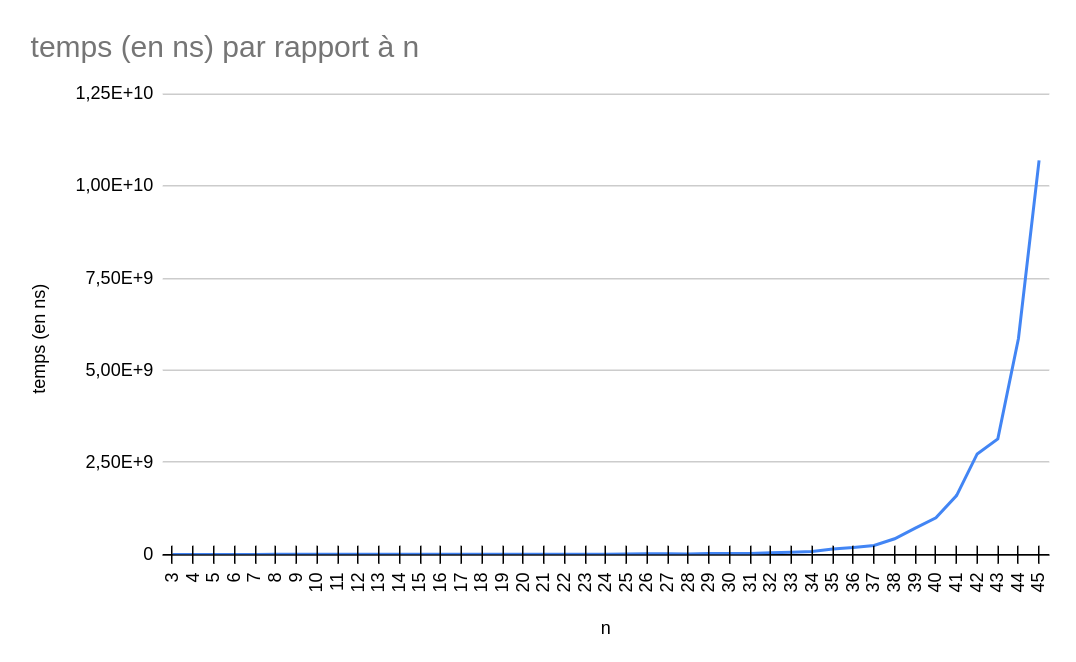 temps (en ns) par rapport à n
1,25E+10
1,00E+10
7,50E+9
5,00E+9
2,50E+9
0
temps (en ns)
3 4 5 6 7 8 9 10 11 12 13 14 15 16 17 18 19 20 21 22 23 24 25 26 27 28 29 30 31 32 33 34 35 36 37 38 39 40 41 42 43 44 45
n